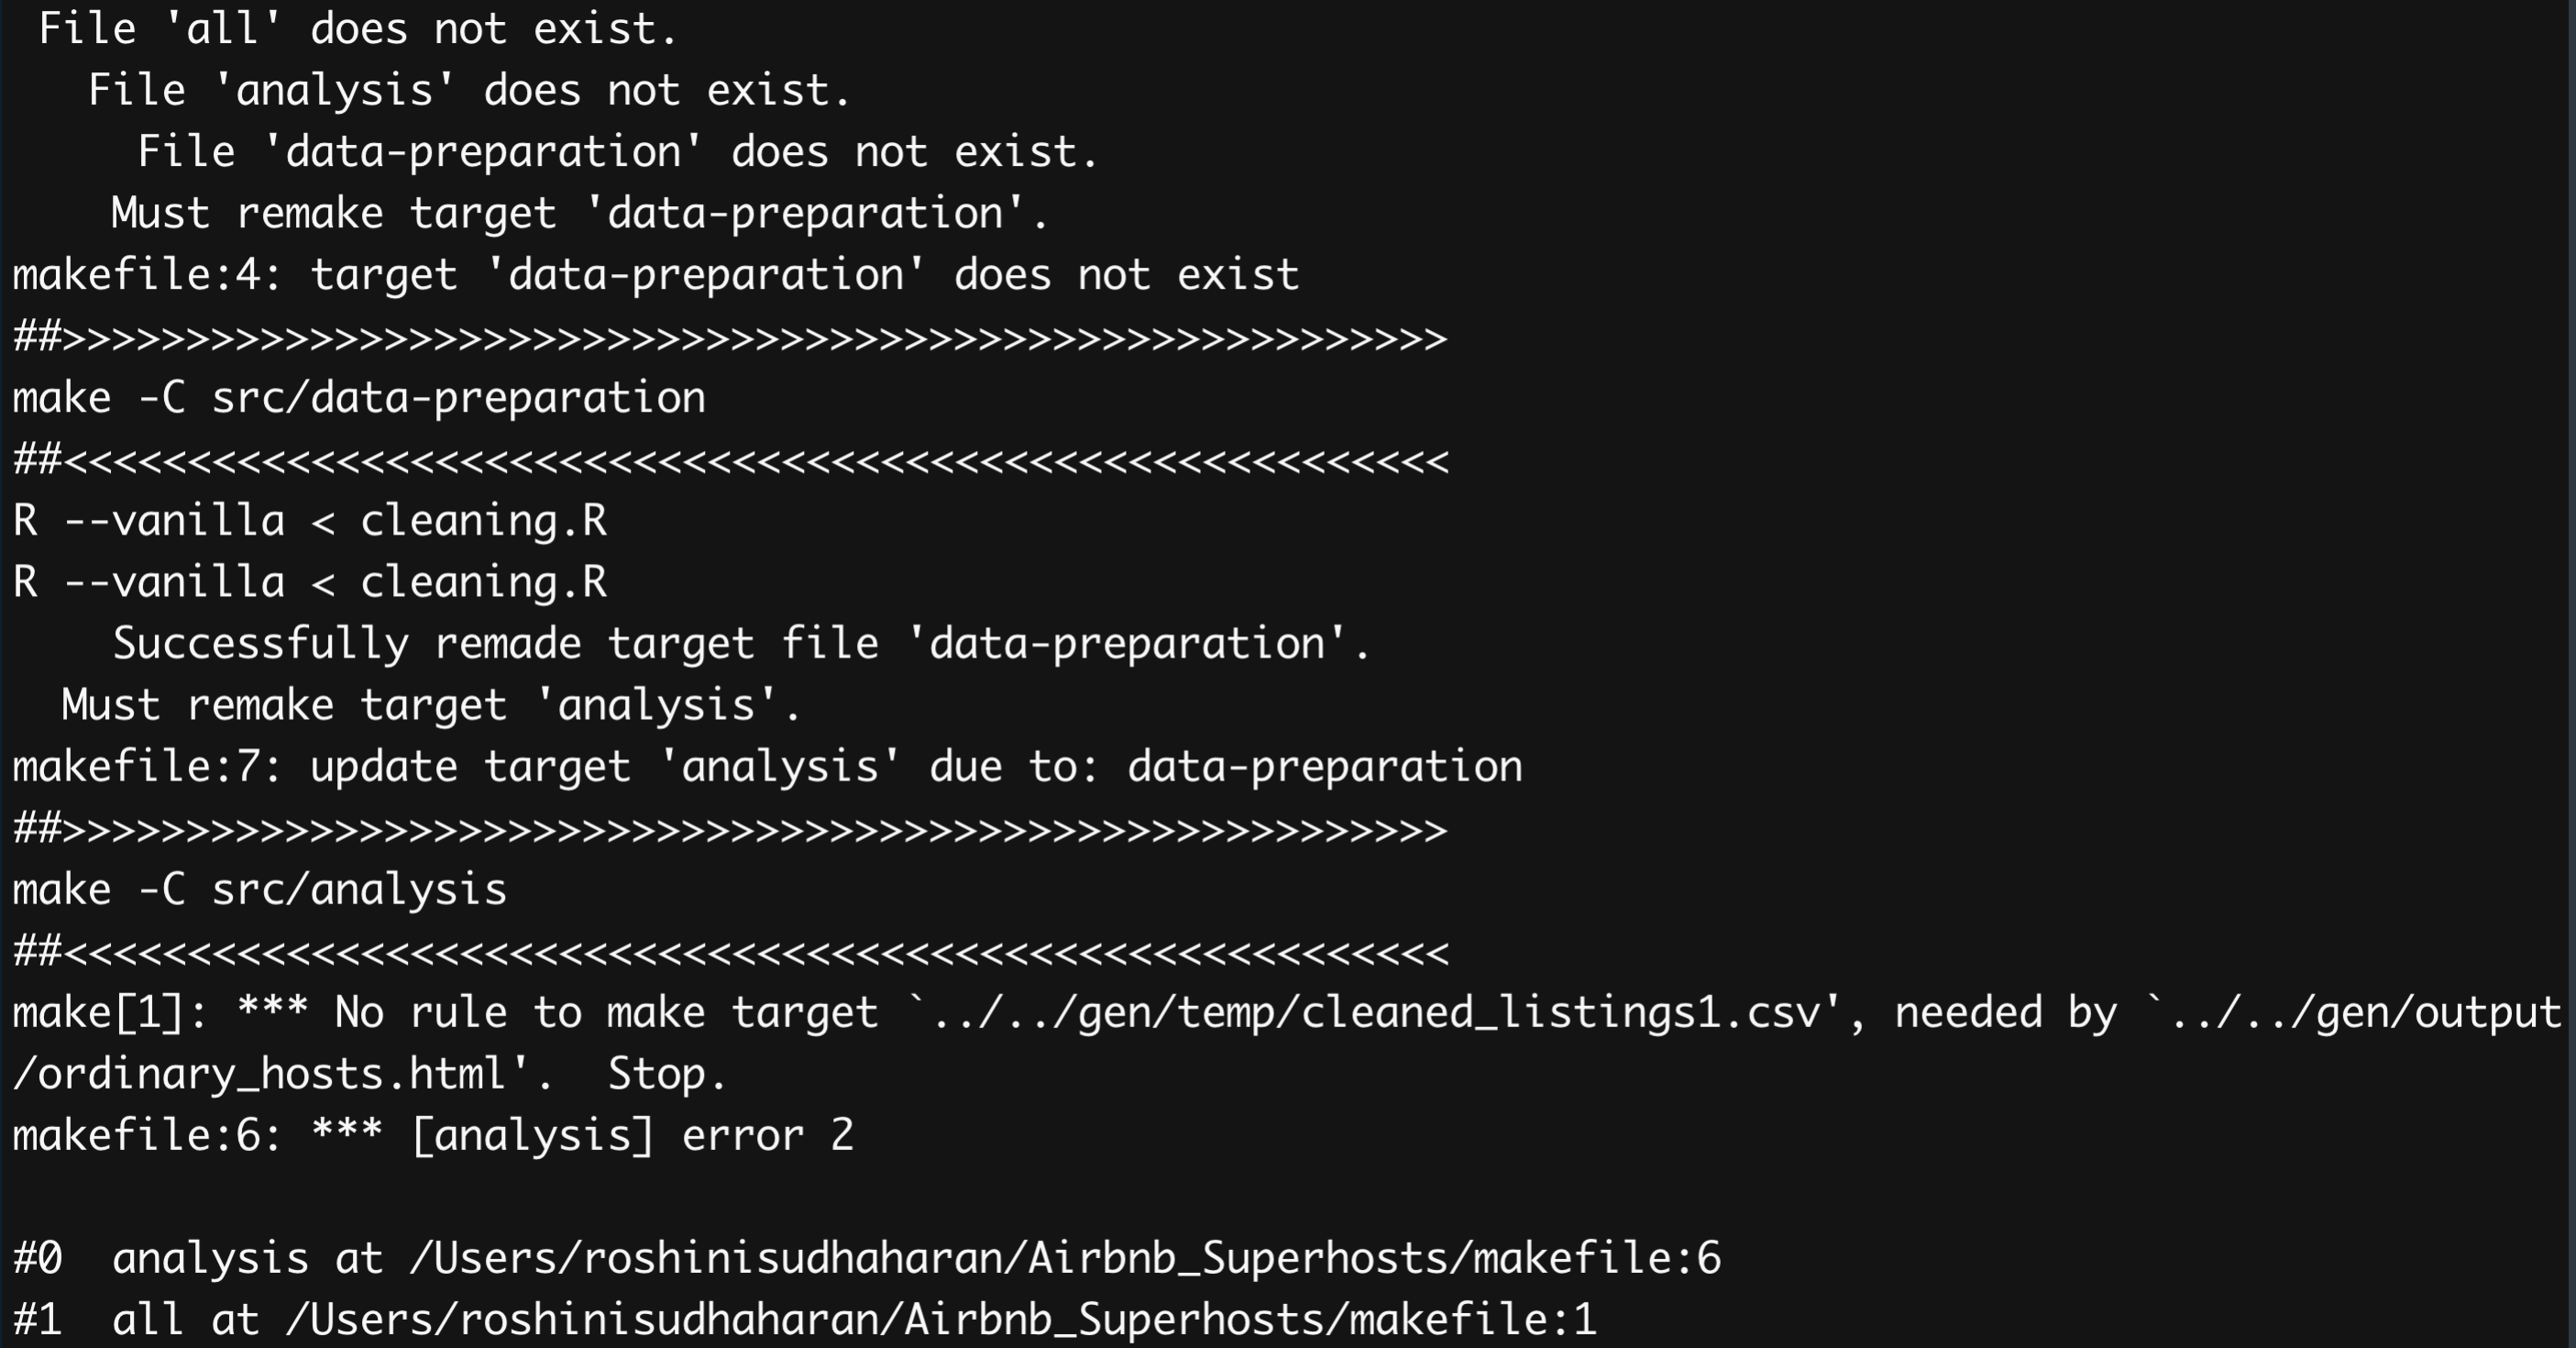 File 'all' does not exist.
File 'analysis' does not exist.
File 'data-preparation' does not exist.
Must remake target 'data-preparation'.
makefile:4: target 'data-preparation' does not exist
##>>>>>>>>>>>>>>>>>>>>>>>>>>>>>>>>>>>>>>>>>>>>>>>>>>>>>>>>
make -C src/data-preparation
##<<<<<<<<<<<<<<<<<<<<<<<<<<<<<<<<<<<<<<<<<<<<<<<<<<<<<<<<
R --vanilla < cleaning.R
R --vanilla < cleaning.R
Successfully remade target file 'data-preparation'.
Must remake target 'analysis'.
makefile:7: update target 'analysis' due to: data-preparation
##>>>>>>>>>>>>>>>>>>>>>>>>>>>>>>>>>>>>>>>>>>>>>>>>>>>>>>>>
make -C src/analysis
##<<<<<<<<<<<<<<<<<<<<<<<<<<<<<<<<<<<<<<<<<<<<<<<<<<<<<<<<
make[1]: *** No rule to make target `../../gen/temp/cleaned_listings1.csv', needed by `../../gen/output
/ordinary_hosts.html'.  Stop.
makefile:6: *** [analysis] error 2
#0  analysis at /Users/roshinisudhaharan/Airbnb_Superhosts/makefile:6
#1  all at /Users/roshinisudhaharan/Airbnb_Superhosts/makefile:1